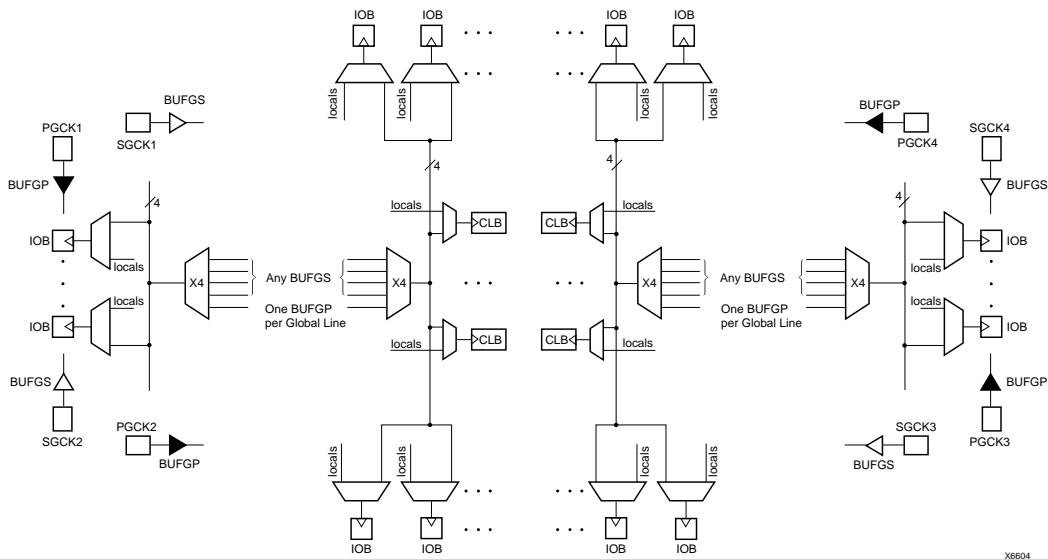 IOB IOB IOB IOB
locals locals locals locals
BUFGS BUFGP
PGCK1 SGCK1 PGCK4 SGCK4
BUFGP 4 4 BUFGS
4 locals CLB CLB locals 4
IOB IOB
locals locals
X4 Any BUFGS X4 X4 Any BUFGS X4
locals One BUFGP One BUFGP locals
IOB per Global Line CLB CLB per Global Line IOB
locals locals
BUFGS BUFGP
SGCK2 PGCK2 SGCK3 PGCK3
BUFGP BUFGS
locals locals locals locals
IOB IOB IOB IOB
X6604